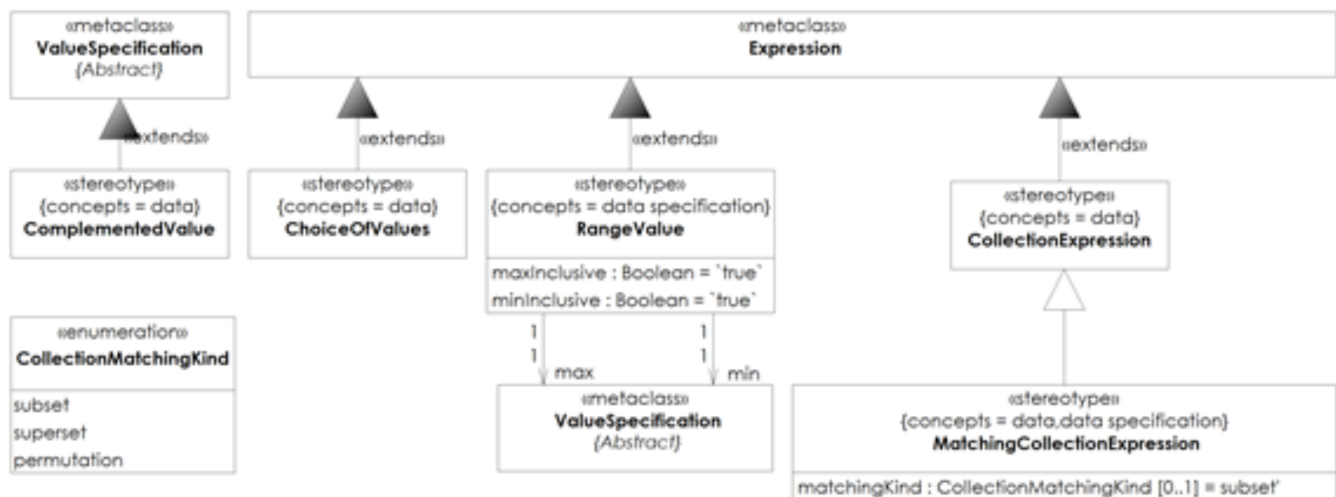 «metaclass»
ValueSpecification
{Abstract}
«metaclass»
Expression
«extends»
«extends»
«extends»
«extends»
«stereotype»
{concepts = data}
ComplementedValue
«stereotype»
{concepts = data}
ChoiceOfValues
«stereotype»
{concepts = data specification}
RangeValue
maxInclusive : Boolean = `true`
minInclusive : Boolean = `true`
«stereotype»
{concepts = data}
CollectionExpression
«enumeration»
CollectionMatchingKind
subset
superset
permutation
1
1
max
1
1
min
«metaclass»
ValueSpecification
{Abstract}
«stereotype»
{concepts = data,data specification}
MatchingCollectionExpression
matchingKind : CollectionMatchingKind [0..1] = subset'